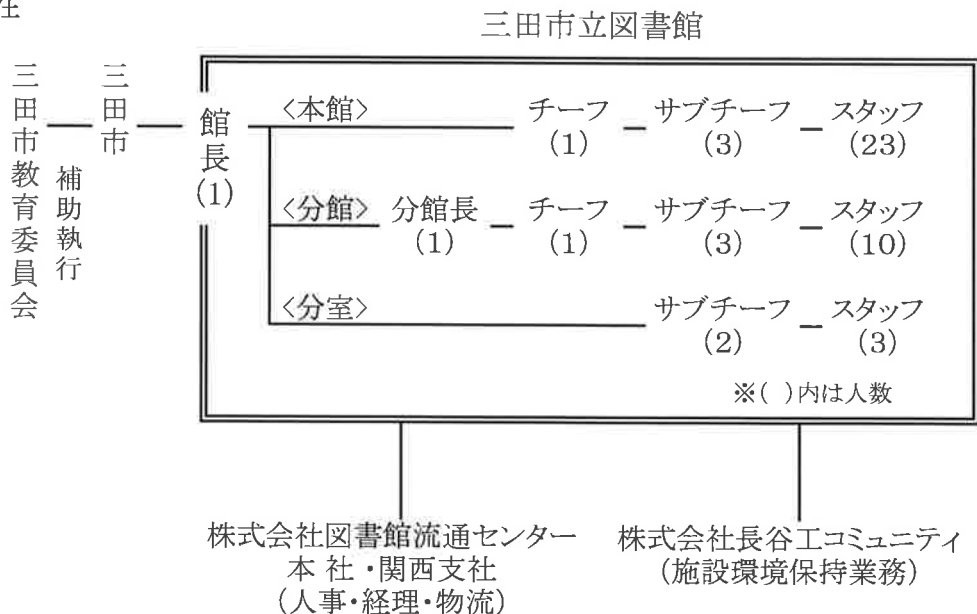 任
三田市立図書館
三田市教育委員会
補助執行
三田市
館長
(1)
<本館> チーフ サブチーフ スタッフ
(1) (3) (23)
<分館> 分館長 チーフ サブチーフ スタッフ
(1) (1) (3) (10)
<分室> サブチーフ スタッフ
(2) (3)
※( )内は人数
株式会社図書館流通センター
本 社・関西支社
(人事・経理・物流)
株式会社長谷工コミュニティ
(施設環境保持業務)